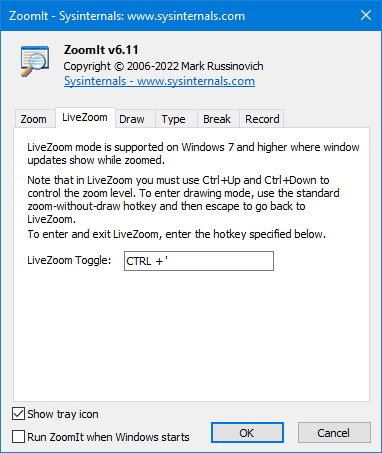 ZoomIt - Sysinternals: www.sysinternals.com
ZoomIt v6.11
Copyright © 2006-2022 Mark Russinovich
Sysinternals - www.sysinternals.com
Zoom LiveZoom Draw Type Break Record
LiveZoom mode is supported on Windows 7 and higher where window
updates show while zoomed.
Note that in LiveZoom you must use Ctrl+Up and Ctrl+Down to
control the zoom level. To enter drawing mode, use the standard
zoom-without-draw hotkey and then escape to go back to
LiveZoom.
To enter and exit LiveZoom, enter the hotkey specified below.
LiveZoom Toggle: CTRL + '
Show tray icon
Run ZoomIt when Windows starts
OK Cancel